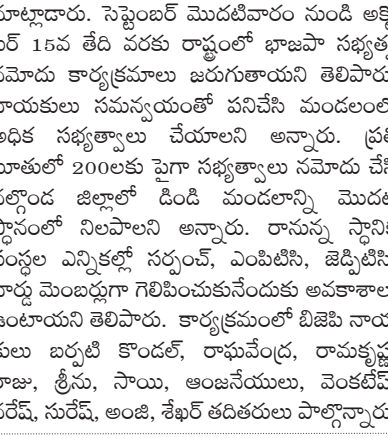 మాట్లాడారు. సెప్టెంబర్ మొదటివారం నుండి అక్టో
బర్ 15వ తేది వరకు రాష్ట్రంలో భాజపా సభ్యత్వ
నమోదు కార్యక్రమాలు జరుగుతాయని తెలిపారు.
నాయకులు సమన్వయంతో పనిచేసి మండలంలో
అధిక సభ్యత్వాలు చేయాలని అన్నారు. ప్రతి
బూతులో 200లకు పైగా సభ్యత్వాలు నమోదు చేసి
నల్గొండ జిల్లాలో డిండి మండలాన్ని మొదటి
స్థానంలో నిలపాలని అన్నారు. రానున్న స్థానిక
సంస్థల ఎన్నికల్లో సర్పంచ్, ఎంపిటిసి, జెడ్పిటిసి,
వార్డు మెంబర్లుగా గెలిపించుకునేందుకు అవకాశాలు
ఉంటాయని తెలిపారు. కార్యక్రమంలో బిజెపి నాయ
కులు బర్పటి కొండల్, రాఘవేంద్ర, రామకృష్ణ,
రాజు, శ్రీను, సాయి, ఆంజనేయులు, వెంకటేష్,
నరేష్, సురేష్, అంజి, శేఖర్ తదితరులు పాల్గొన్నారు.